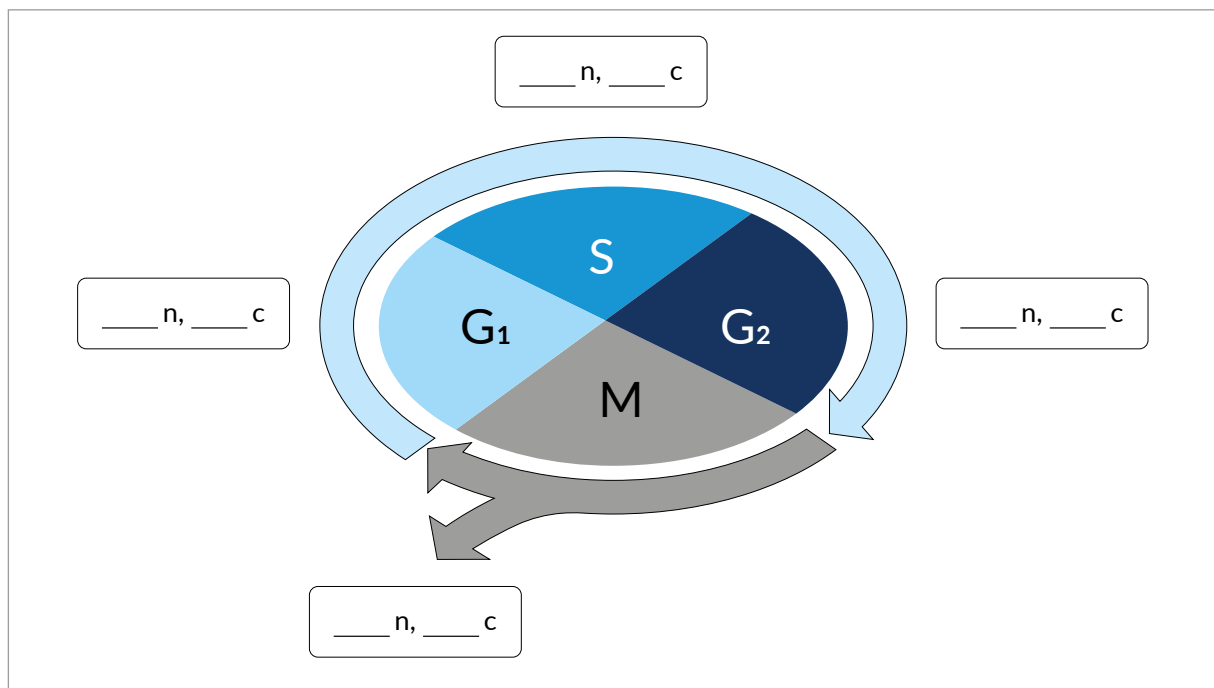 ____ n, ____ c
S
____ n, ____ c
G₁
G₂
____ n, ____ c
M
____ n, ____ c